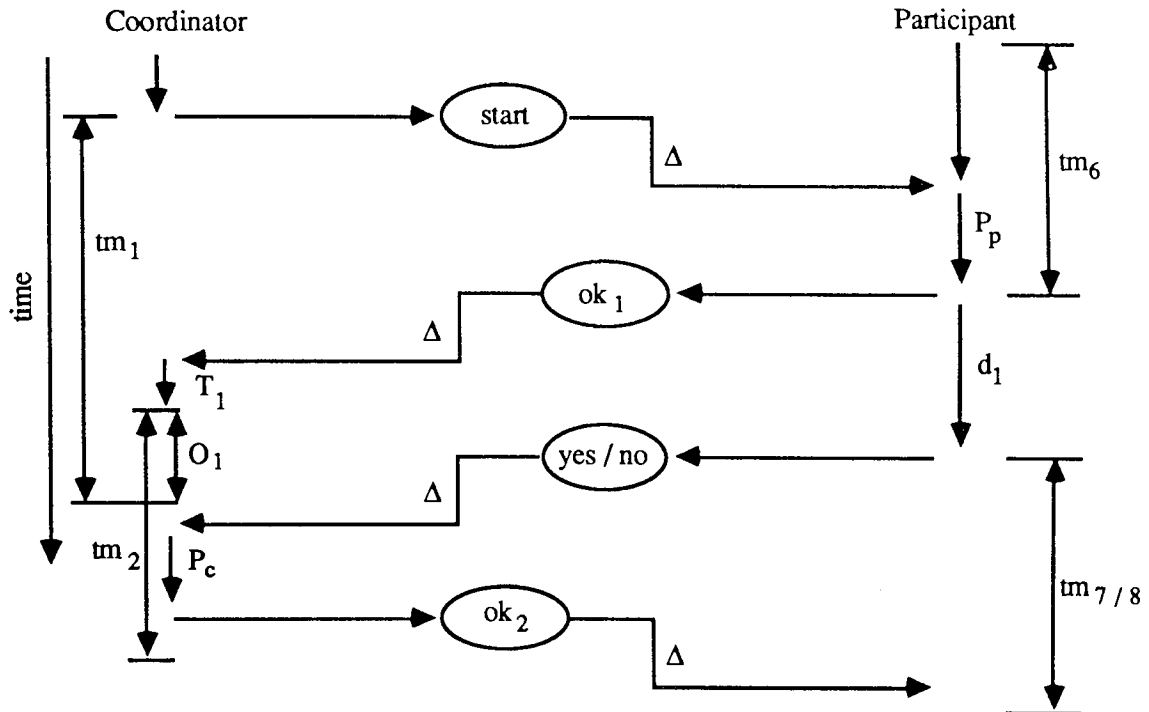 Coordinator
Participant
start
Δ
tm6
tm1
Pp
time
ok1
Δ
d1
T1
O1
yes / no
Δ
tm2
Pc
tm7 / 8
ok2
Δ